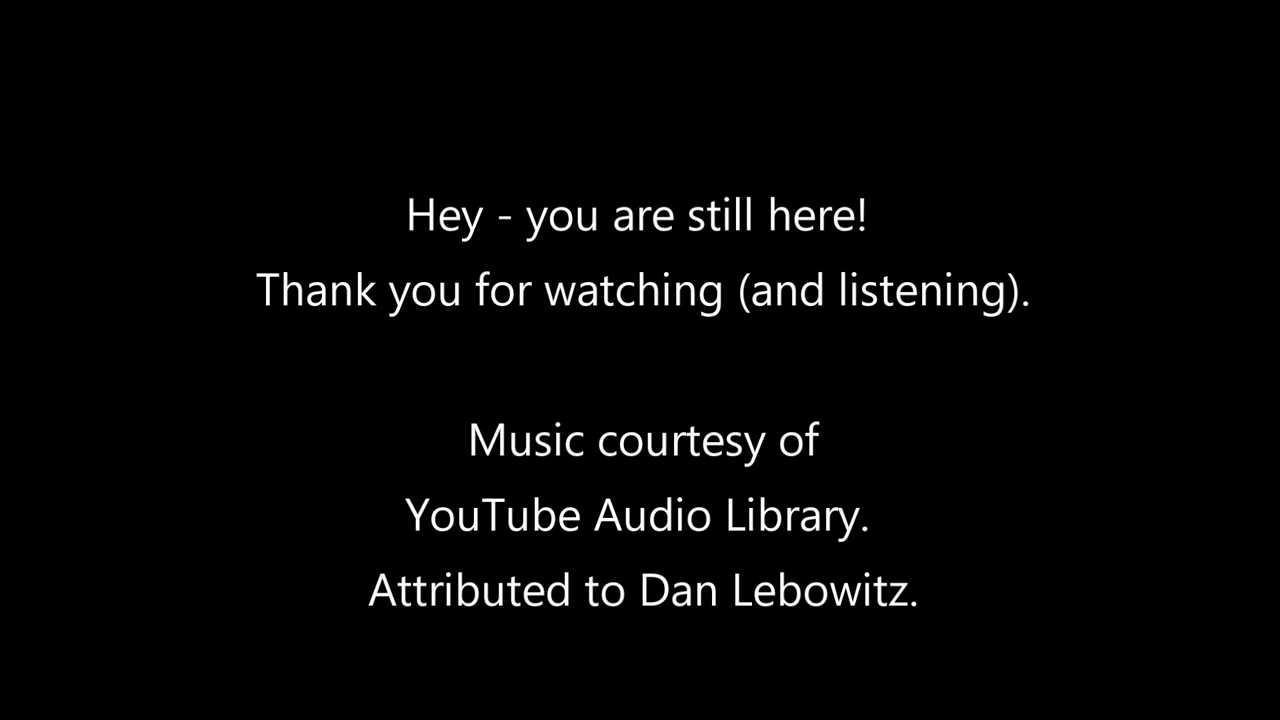 Hey - you are still here!
Thank you for watching (and listening).
Music courtesy of
YouTube Audio Library.
Attributed to Dan Lebowitz.